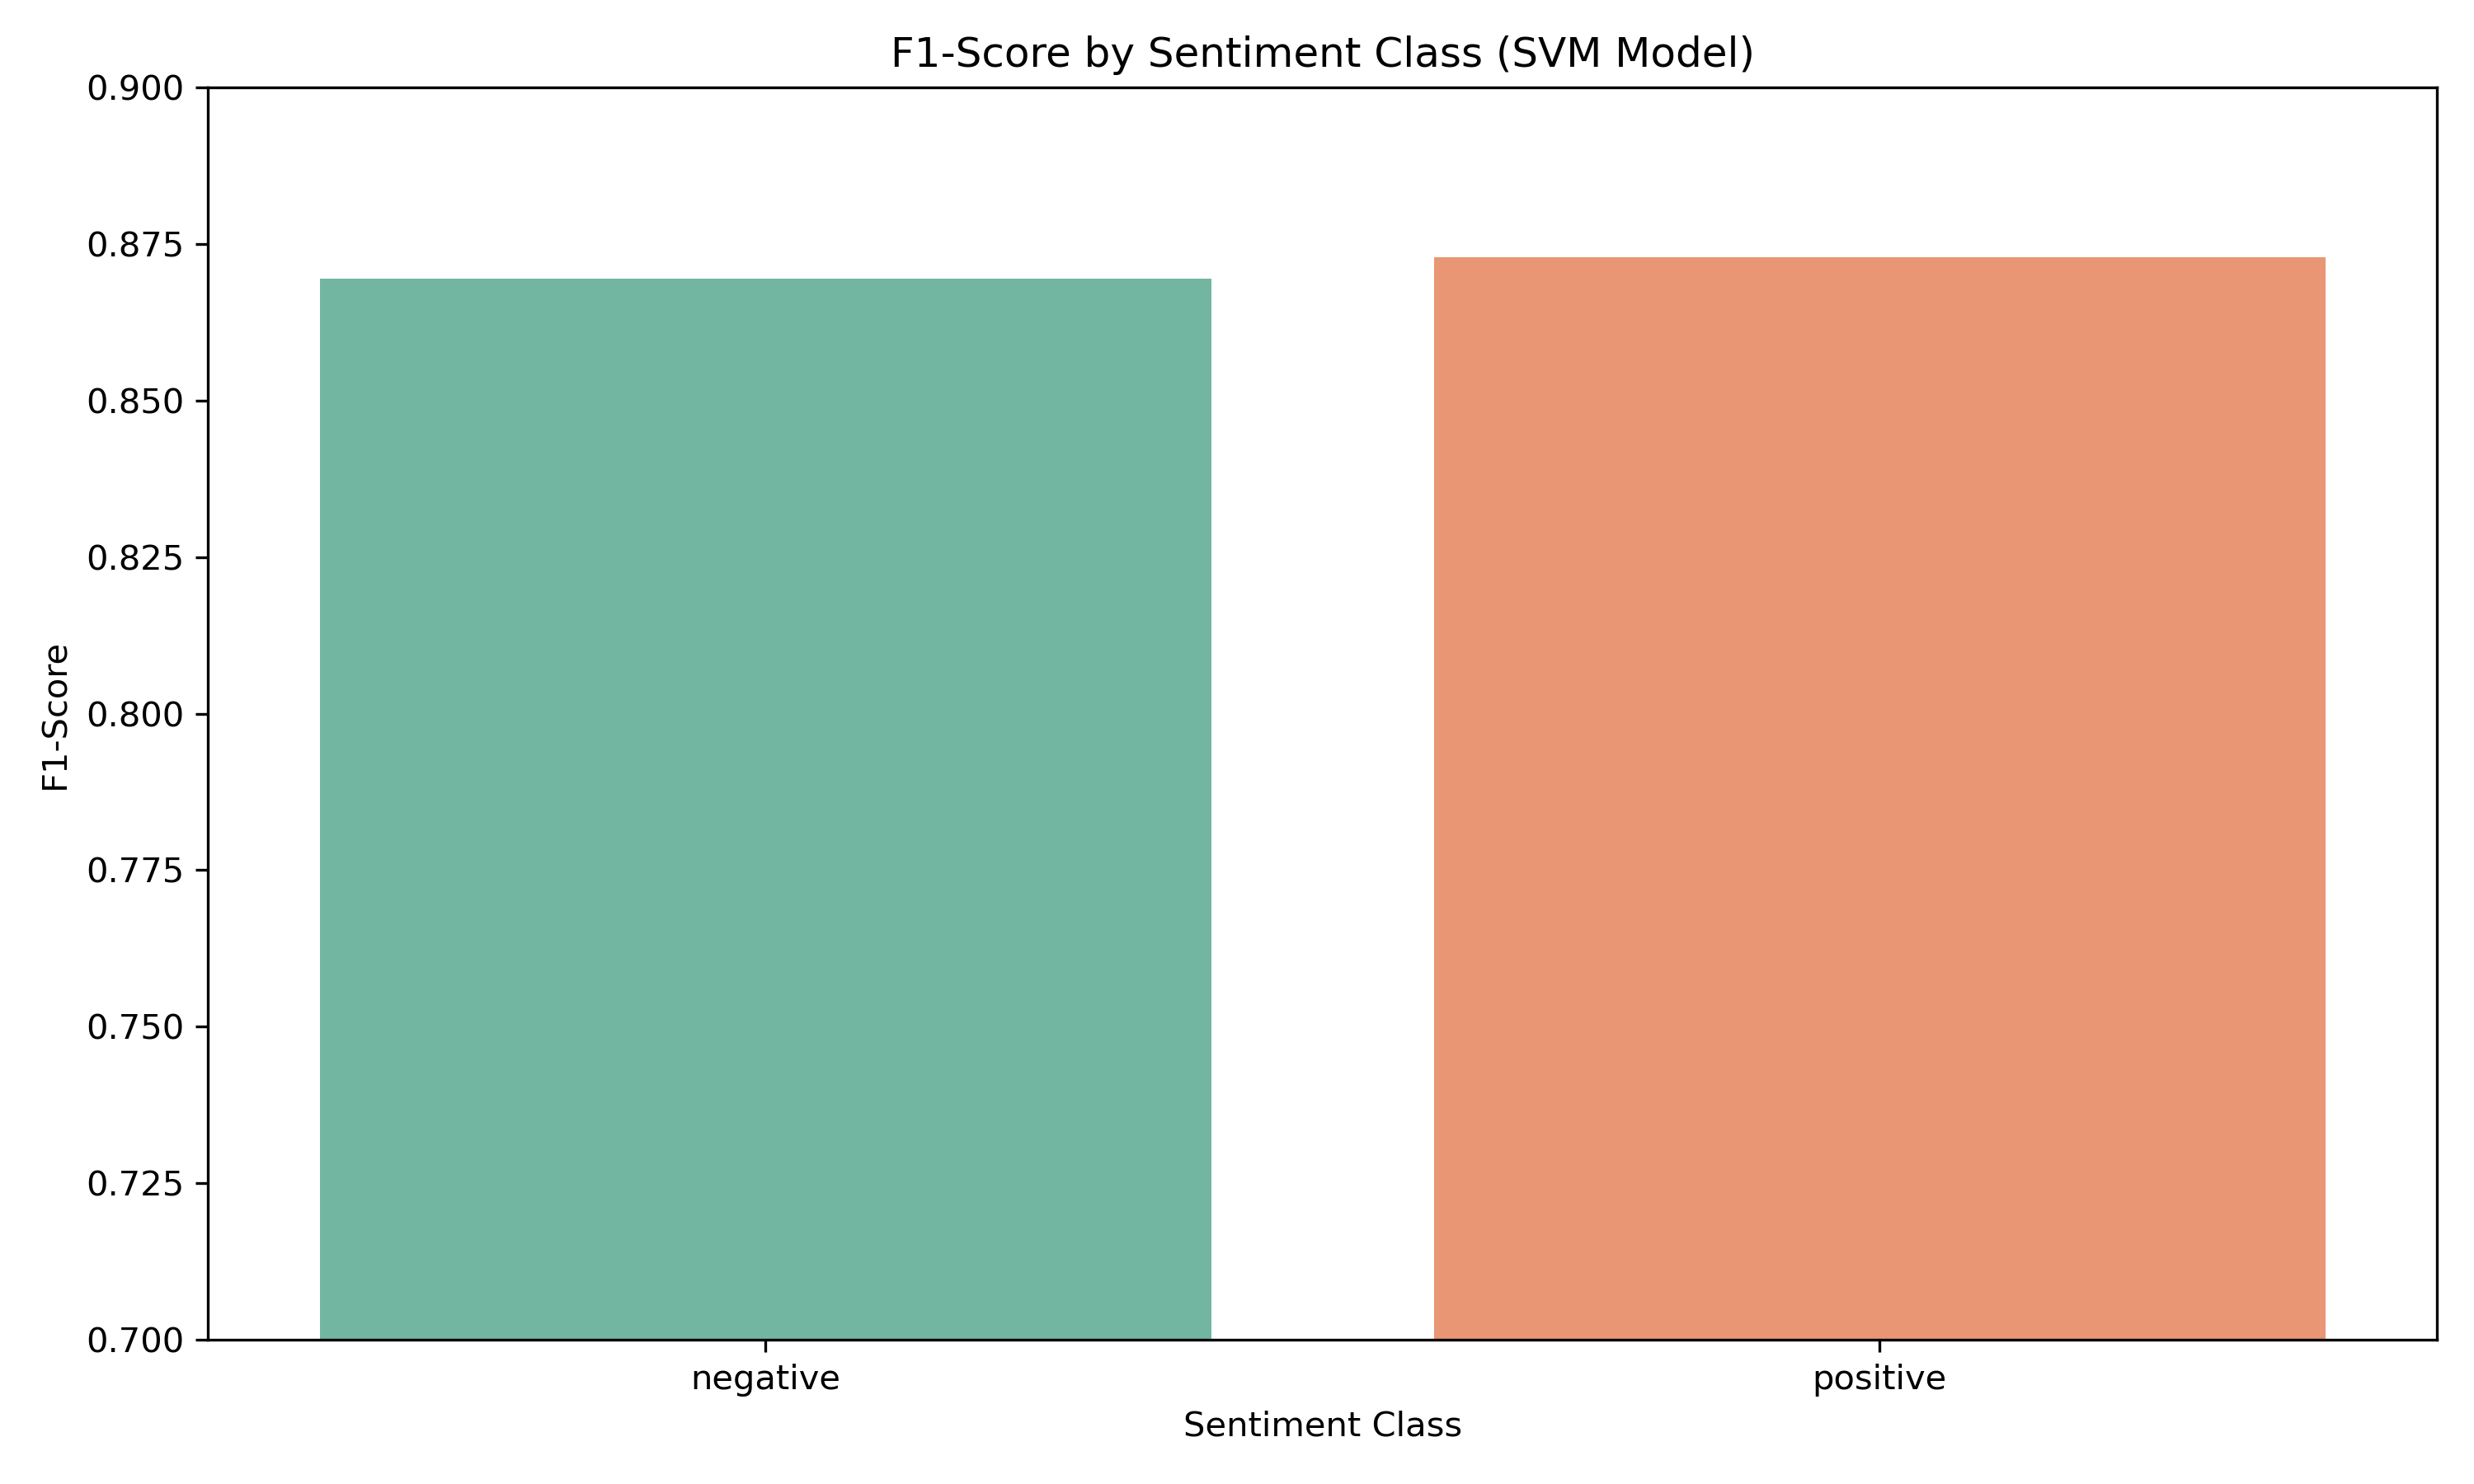 F1-Score by Sentiment Class (SVM Model)
0.900
0.875
0.850
0.825
0.800
0.775
0.750
0.725
0.700
F1-Score
negative
positive
Sentiment Class